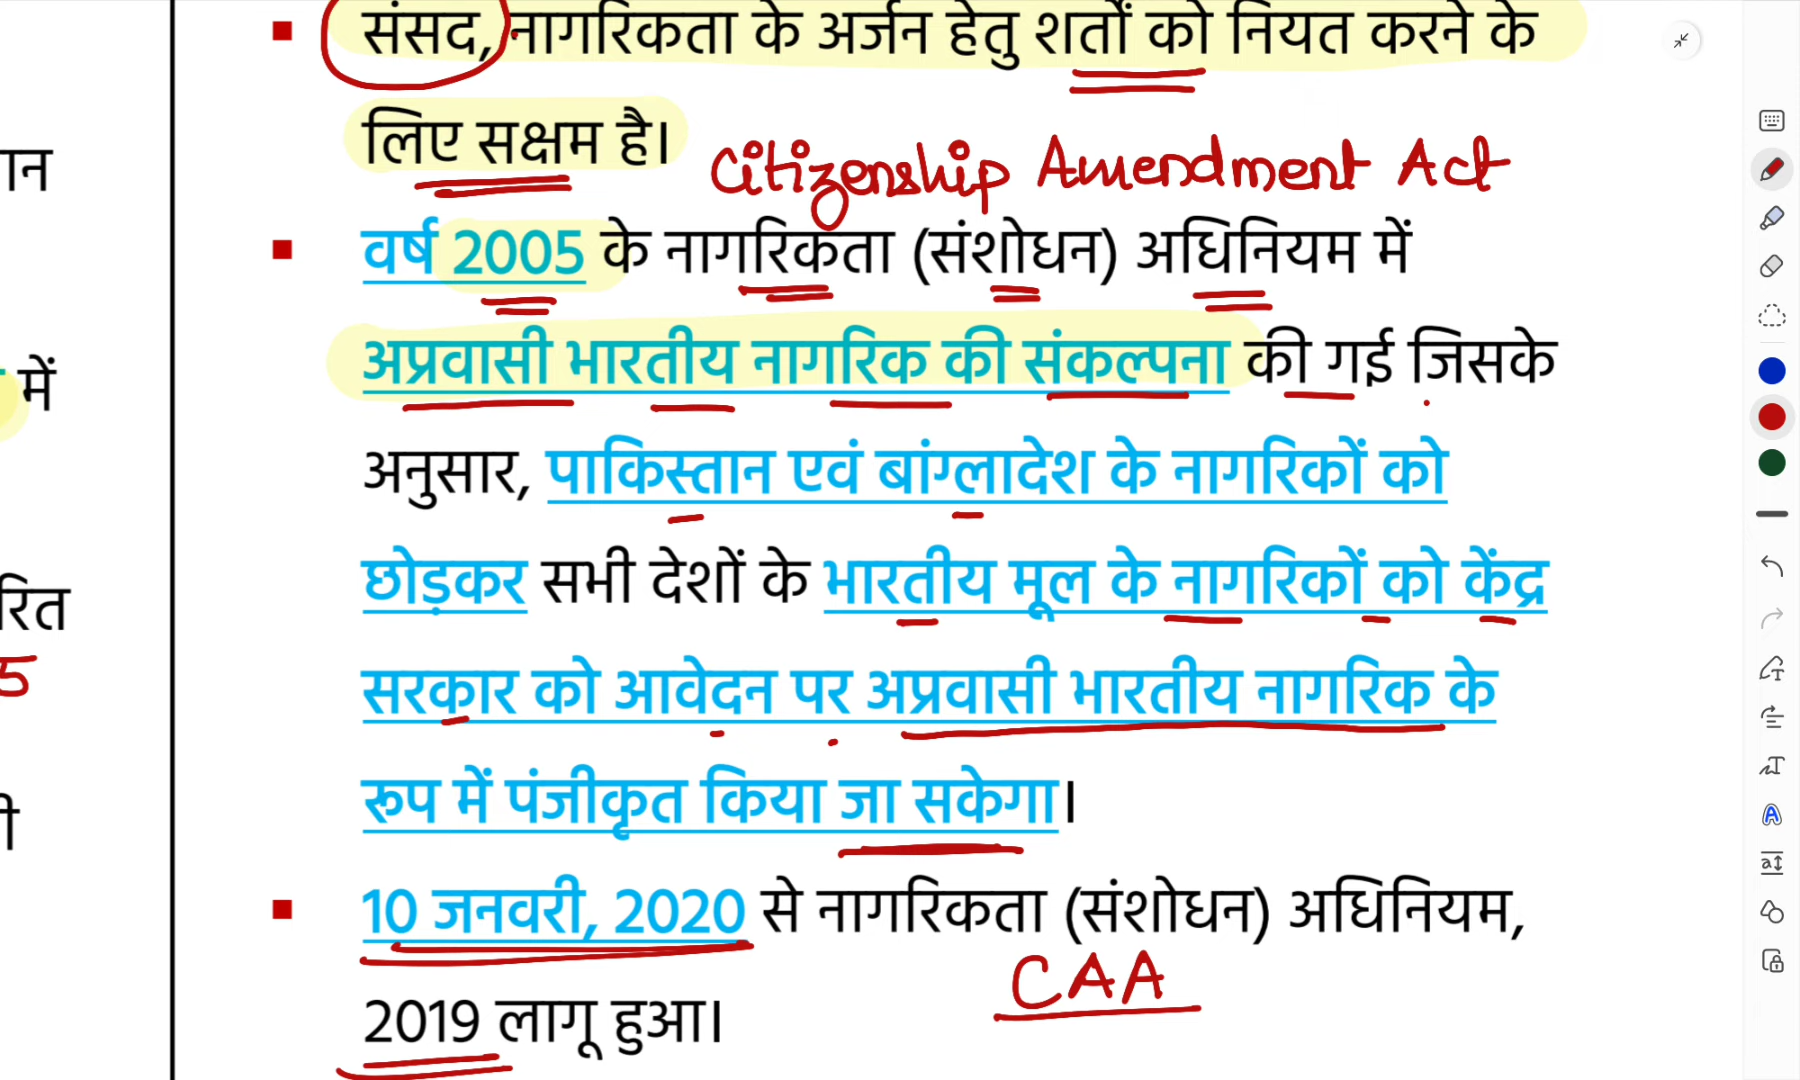 संसद, नागरिकता के अर्जन हेतु शर्तों को नियत करने के
लिए सक्षम है।
Citizenship Amendment Act
वर्ष 2005 के नागरिकता (संशोधन) अधिनियम में
अप्रवासी भारतीय नागरिक की संकल्पना की गई जिसके
अनुसार, पाकिस्तान एवं बांग्लादेश के नागरिकों को
छोड़कर सभी देशों के भारतीय मूल के नागरिकों को केंद्र
सरकार को आवेदन पर अप्रवासी भारतीय नागरिक के
रूप में पंजीकृत किया जा सकेगा।
10 जनवरी, 2020 से नागरिकता (संशोधन) अधिनियम,
CAA
2019 लागू हुआ।
में